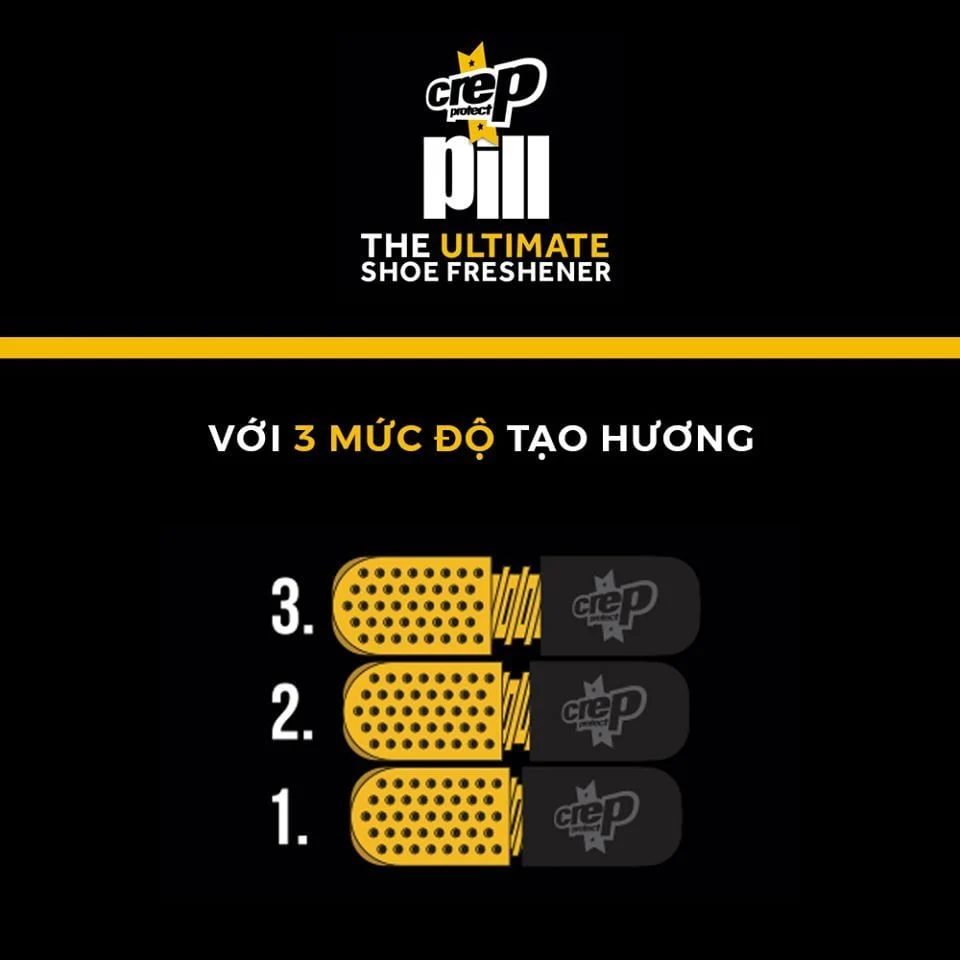 crep
protect
pill
THE ULTIMATE
SHOE FRESHENER
VỚI 3 MỨC ĐỘ TẠO HƯƠNG
3.
crep
protect
2.
crep
protect
1.
crep
protect